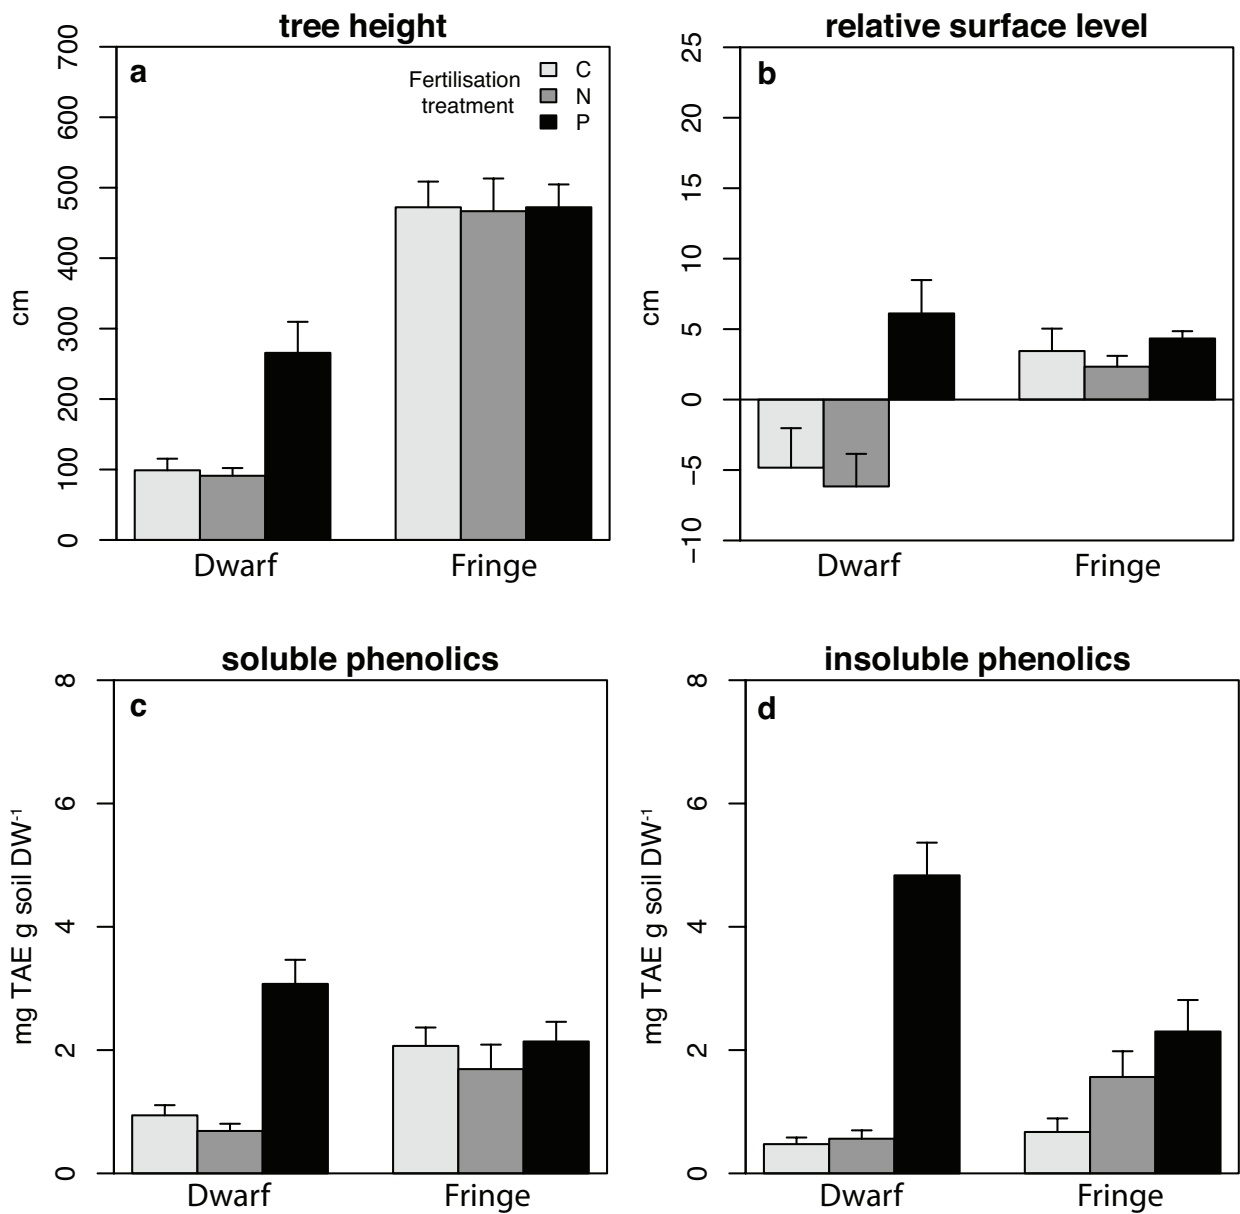 tree height
a
Fertilisation
treatment
C
N
P
700
600
500
400
300
200
100
0
cm
Dwarf
Fringe
relative surface level
b
25
20
15
10
5
0
−5
−10
cm
Dwarf
Fringe
soluble phenolics
c
8
6
4
2
0
mg TAE g soil DW⁻¹
Dwarf
Fringe
insoluble phenolics
d
8
6
4
2
0
mg TAE g soil DW⁻¹
Dwarf
Fringe